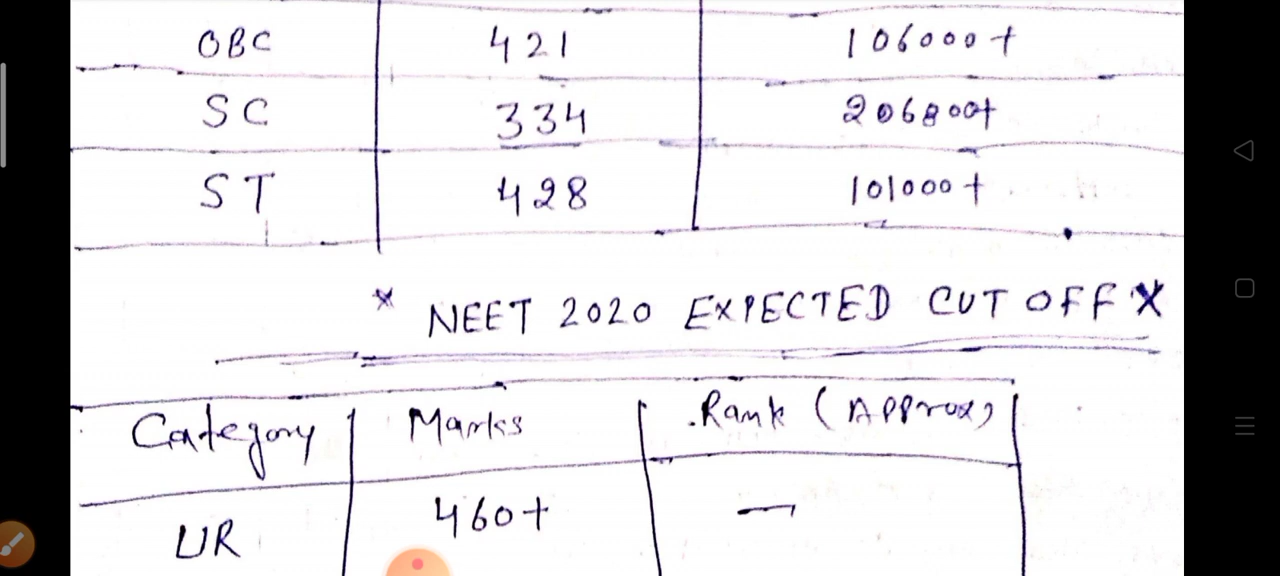 OBC 421 106000+
SC 334 206800+
ST 428 101000+
* NEET 2020 EXPECTED CUT OFF *
Category Marks Rank (Approx)
UR 460+ —